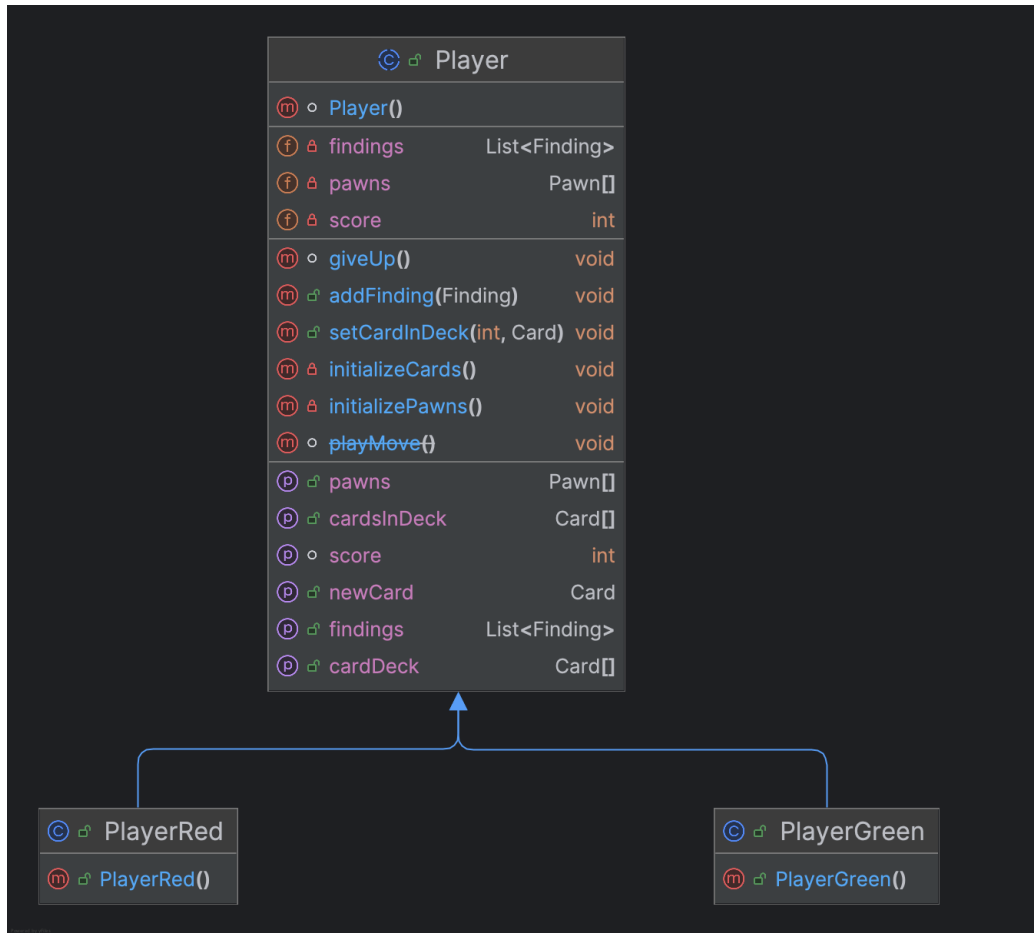 Player
Player()
findings List<Finding>
pawns Pawn[]
score int
giveUp() void
addFinding(Finding) void
setCardInDeck(int, Card) void
initializeCards() void
initializePawns() void
playMove() void
pawns Pawn[]
cardsInDeck Card[]
score int
newCard Card
findings List<Finding>
cardDeck Card[]
PlayerRed
PlayerRed()
PlayerGreen
PlayerGreen()